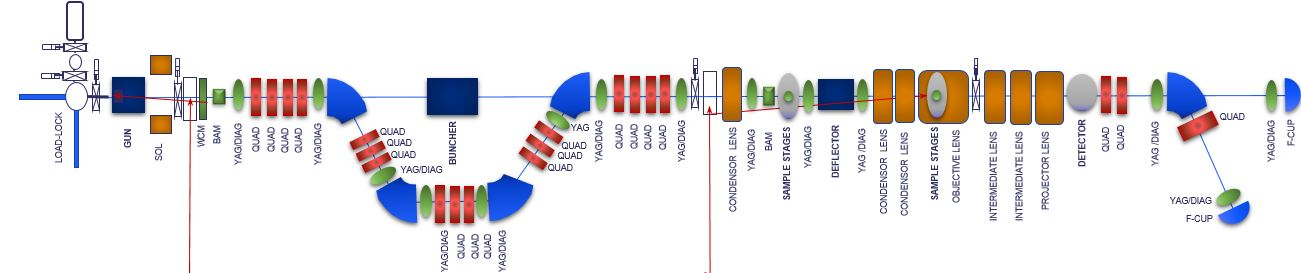 LOAD-LOCK
GUN
SOL
WCM
BAM
YAG/DIAG
QUAD
QUAD
QUAD
QUAD
YAG/DIAG
QUAD
QUAD
QUAD
YAG/DIAG
BUNCHER
YAG/DIAG
QUAD
QUAD
QUAD
YAG/DIAG
YAG
QUAD
QUAD
QUAD
YAG/DIAG
QUAD
QUAD
QUAD
QUAD
YAG/DIAG
CONDENSOR LENS
YAG/DIAG
BAM
SAMPLE STAGES
YAG/DIAG
DEFLECTOR
YAG /DIAG
CONDENSOR LENS
CONDENSOR LENS
SAMPLE STAGES
OBJECTIVE LENS
INTERMEDIATE LENS
INTERMEDIATE LENS
PROJECTOR LENS
DETECTOR
QUAD
QUAD
YAG /DIAG
QUAD
YAG/DIAG
F-CUP
YAG/DIAG
F-CUP